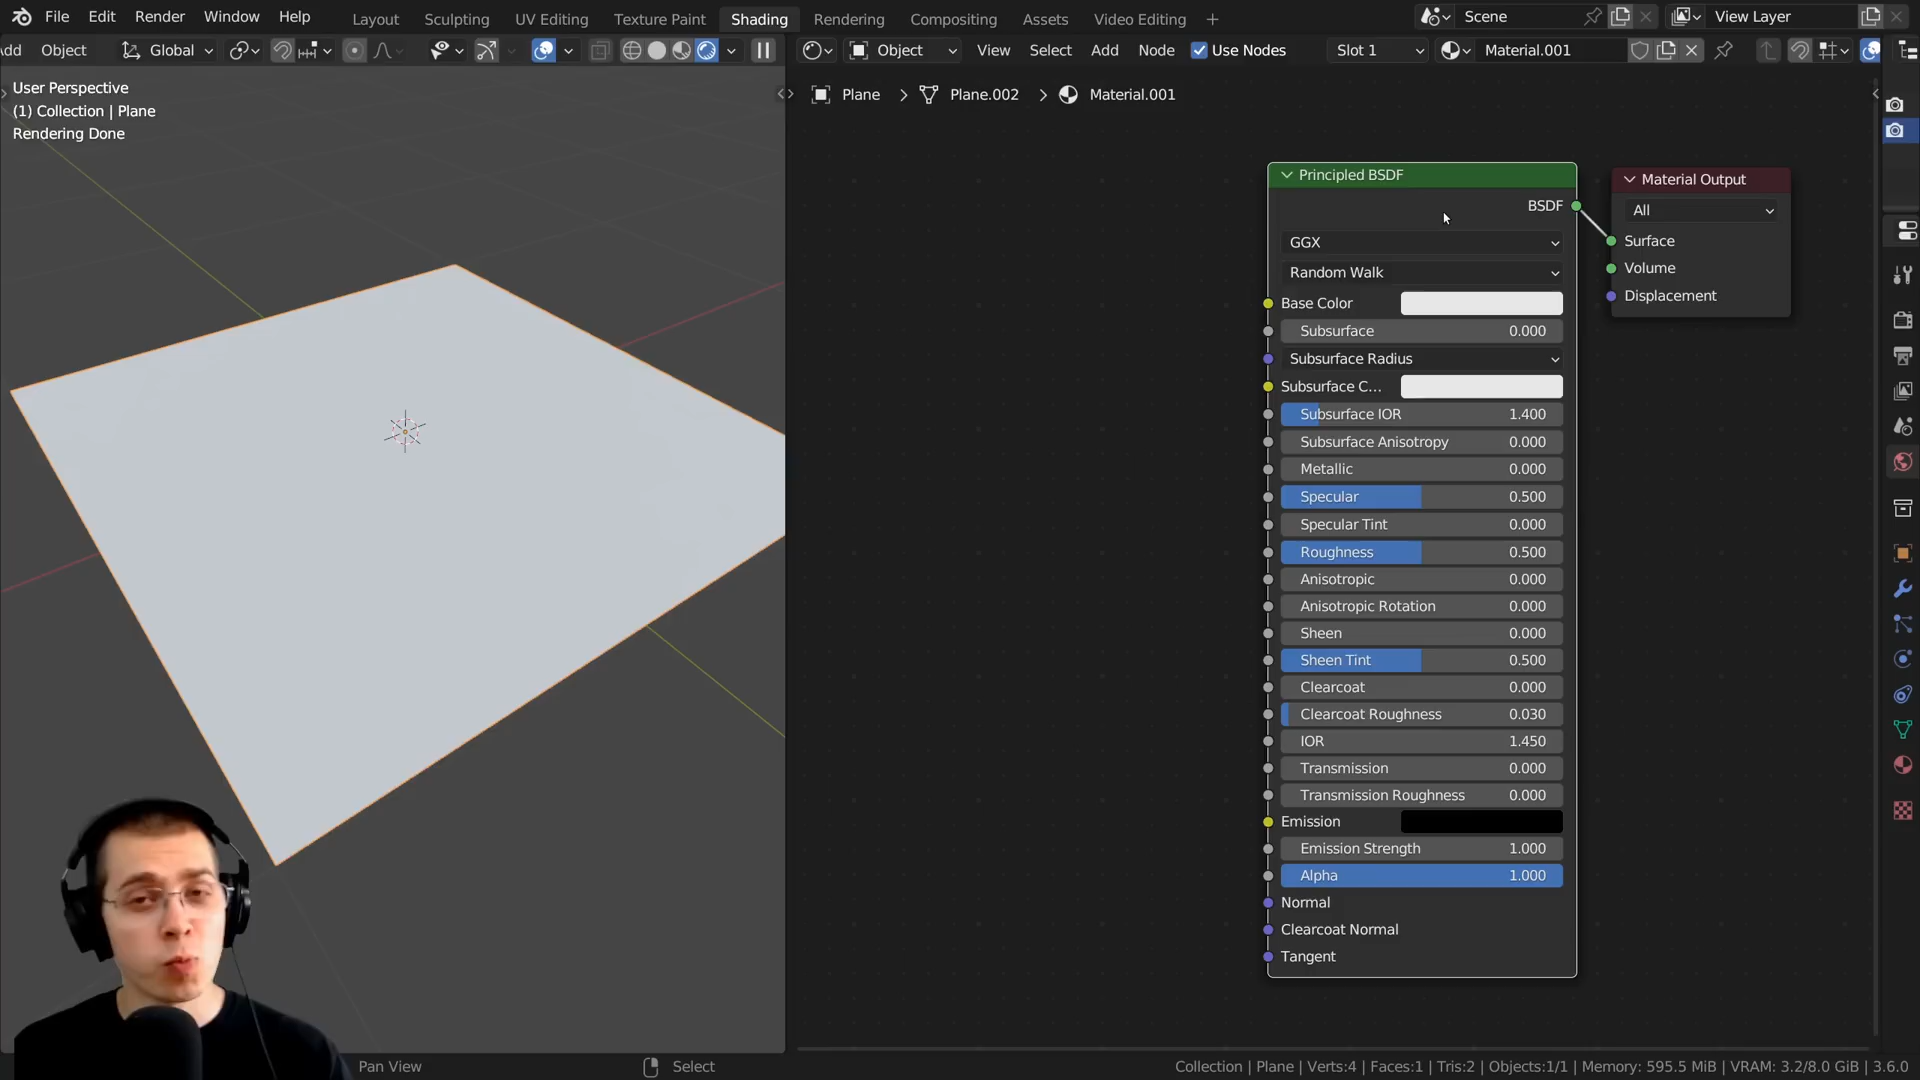 File Edit Render Window Help Layout Sculpting UV Editing Texture Paint Shading Rendering Compositing Assets Video Editing + Scene View Layer
dd Object Global Object View Select Add Node Use Nodes Slot 1 Material.001
User Perspective
(1) Collection | Plane
Rendering Done
Plane > Plane.002 > Material.001
Principled BSDF
BSDF
GGX
Random Walk
Base Color
Subsurface 0.000
Subsurface Radius
Subsurface C...
Subsurface IOR 1.400
Subsurface Anisotropy 0.000
Metallic 0.000
Specular 0.500
Specular Tint 0.000
Roughness 0.500
Anisotropic 0.000
Anisotropic Rotation 0.000
Sheen 0.000
Sheen Tint 0.500
Clearcoat 0.000
Clearcoat Roughness 0.030
IOR 1.450
Transmission 0.000
Transmission Roughness 0.000
Emission
Emission Strength 1.000
Alpha 1.000
Normal
Clearcoat Normal
Tangent
Material Output
All
Surface
Volume
Displacement
Pan View Select Collection | Plane | Verts:4 | Faces:1 | Tris:2 | Objects:1/1 | Memory: 595.5 MiB | VRAM: 3.2/8.0 GiB | 3.6.0